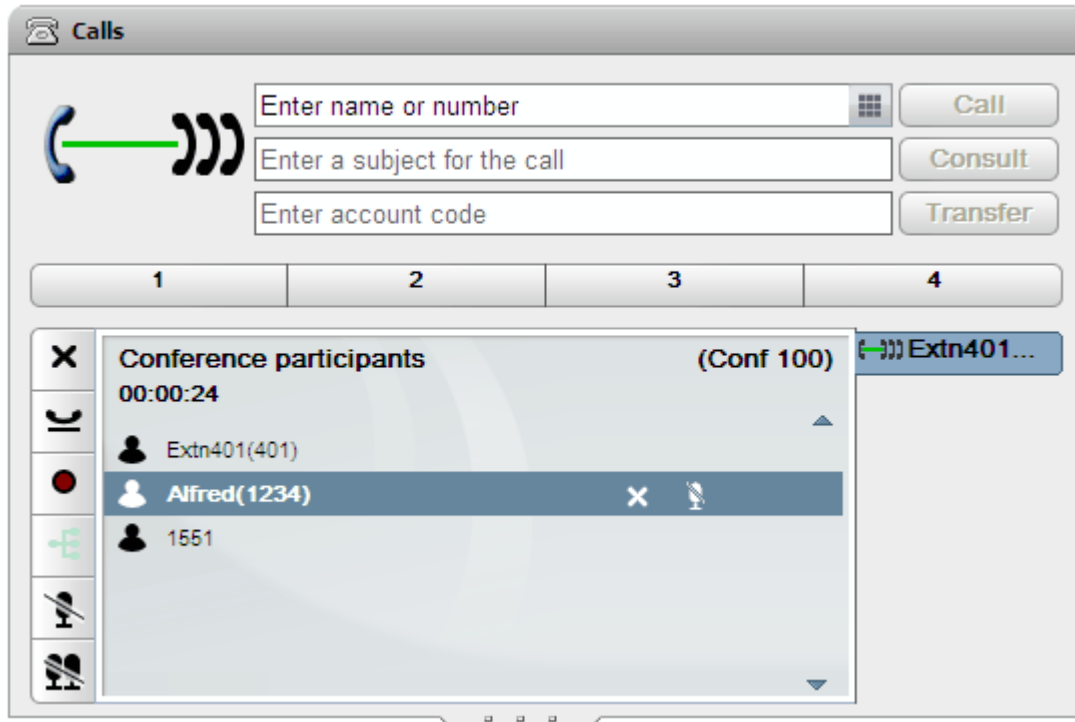 Calls
Enter name or number
Call
Enter a subject for the call
Consult
Enter account code
Transfer
1 2 3 4
Conference participants (Conf 100)
Extn401...
00:00:24
Extn401(401)
Alfred(1234)
1551